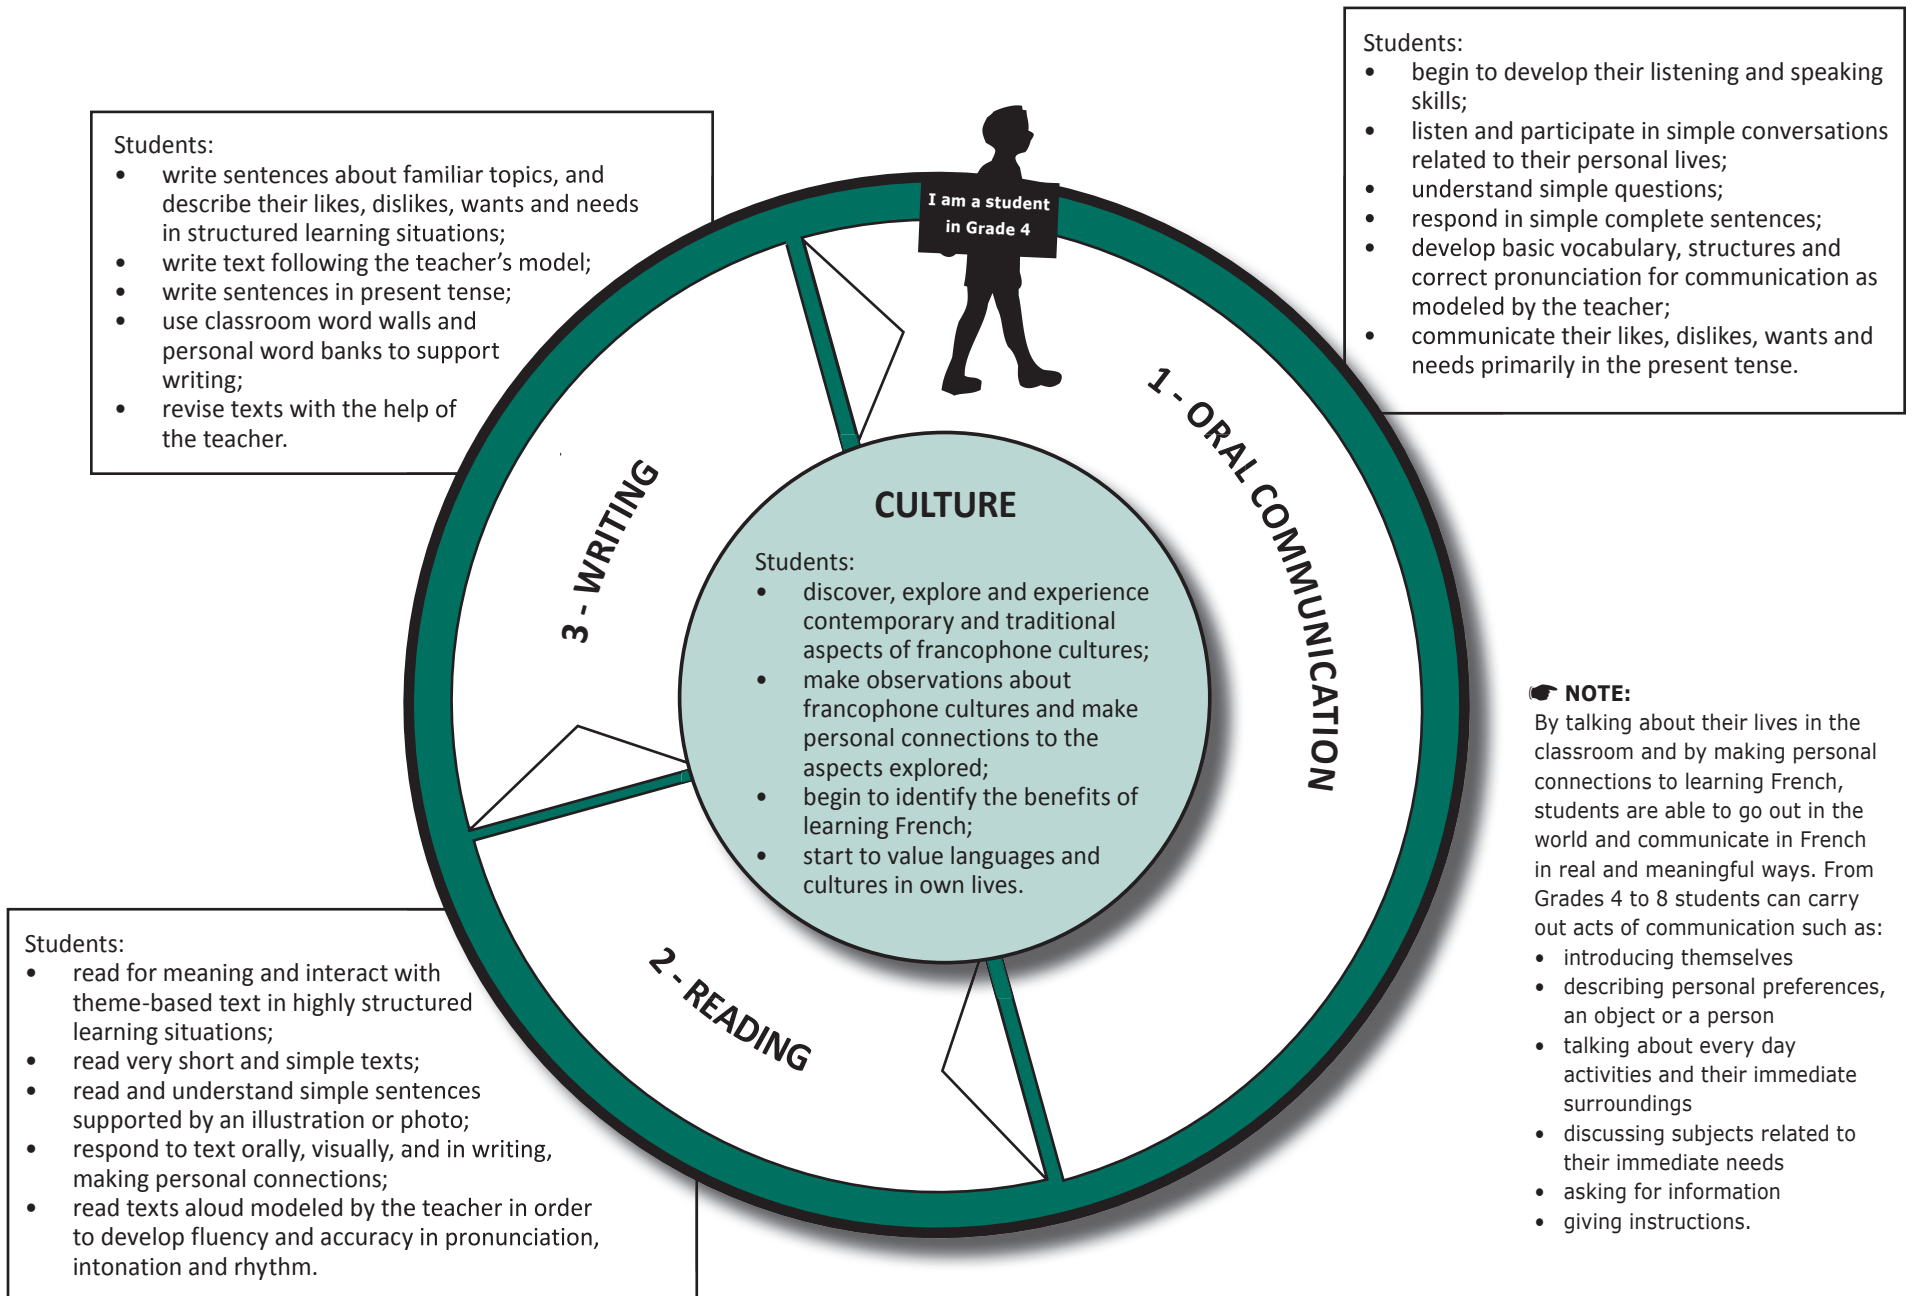 I am a student
in Grade 4
Students:
• begin to develop their listening and speaking
skills;
• listen and participate in simple conversations
related to their personal lives;
• understand simple questions;
• respond in simple complete sentences;
• develop basic vocabulary, structures and
correct pronunciation for communication as
modeled by the teacher;
• communicate their likes, dislikes, wants and
needs primarily in the present tense.
1 - ORAL COMMUNICATION
Students:
• write sentences about familiar topics, and
describe their likes, dislikes, wants and needs
in structured learning situations;
• write text following the teacher’s model;
• write sentences in present tense;
• use classroom word walls and
personal word banks to support
writing;
• revise texts with the help of
the teacher.
3 - WRITING
CULTURE
Students:
• discover, explore and experience
contemporary and traditional
aspects of francophone cultures;
• make observations about
francophone cultures and make
personal connections to the
aspects explored;
• begin to identify the benefits of
learning French;
• start to value languages and
cultures in own lives.
2 - READING
Students:
• read for meaning and interact with
theme-based text in highly structured
learning situations;
• read very short and simple texts;
• read and understand simple sentences
supported by an illustration or photo;
• respond to text orally, visually, and in writing,
making personal connections;
• read texts aloud modeled by the teacher in order
to develop fluency and accuracy in pronunciation,
intonation and rhythm.
☛ NOTE:
By talking about their lives in the
classroom and by making personal
connections to learning French,
students are able to go out in the
world and communicate in French
in real and meaningful ways. From
Grades 4 to 8 students can carry
out acts of communication such as:
• introducing themselves
• describing personal preferences,
an object or a person
• talking about every day
activities and their immediate
surroundings
• discussing subjects related to
their immediate needs
• asking for information
• giving instructions.